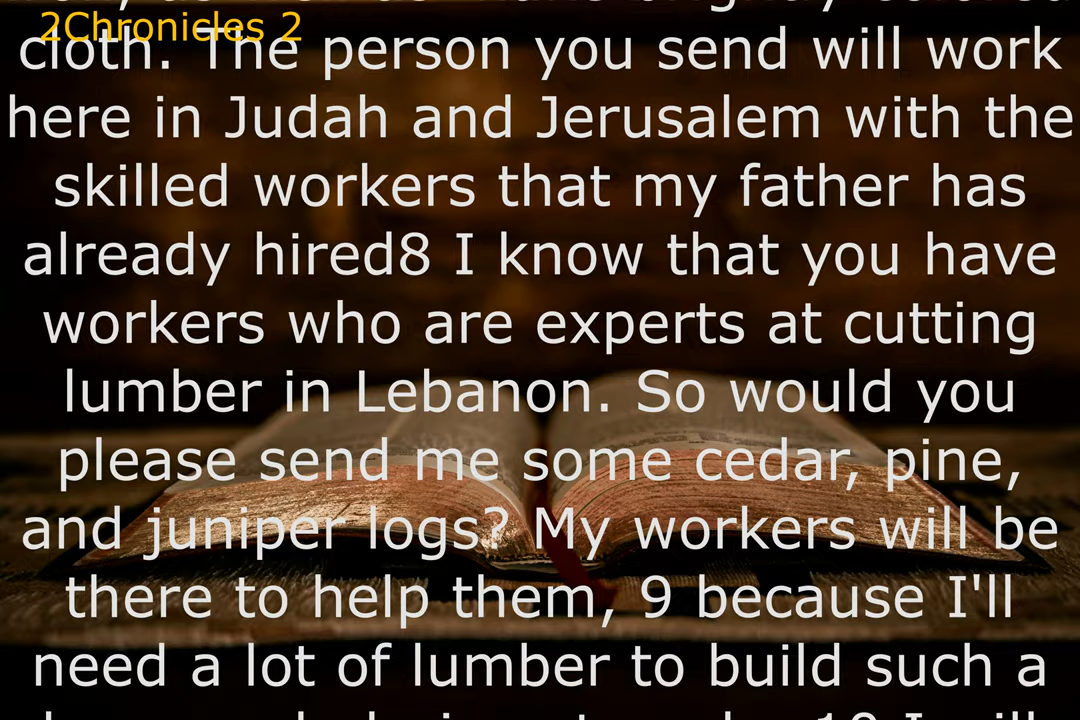 2Chronicles 2
cloth. The person you send will work
here in Judah and Jerusalem with the
skilled workers that my father has
already hired8 I know that you have
workers who are experts at cutting
lumber in Lebanon. So would you
please send me some cedar, pine,
and juniper logs? My workers will be
there to help them, 9 because I'll
need a lot of lumber to build such a
10 I will